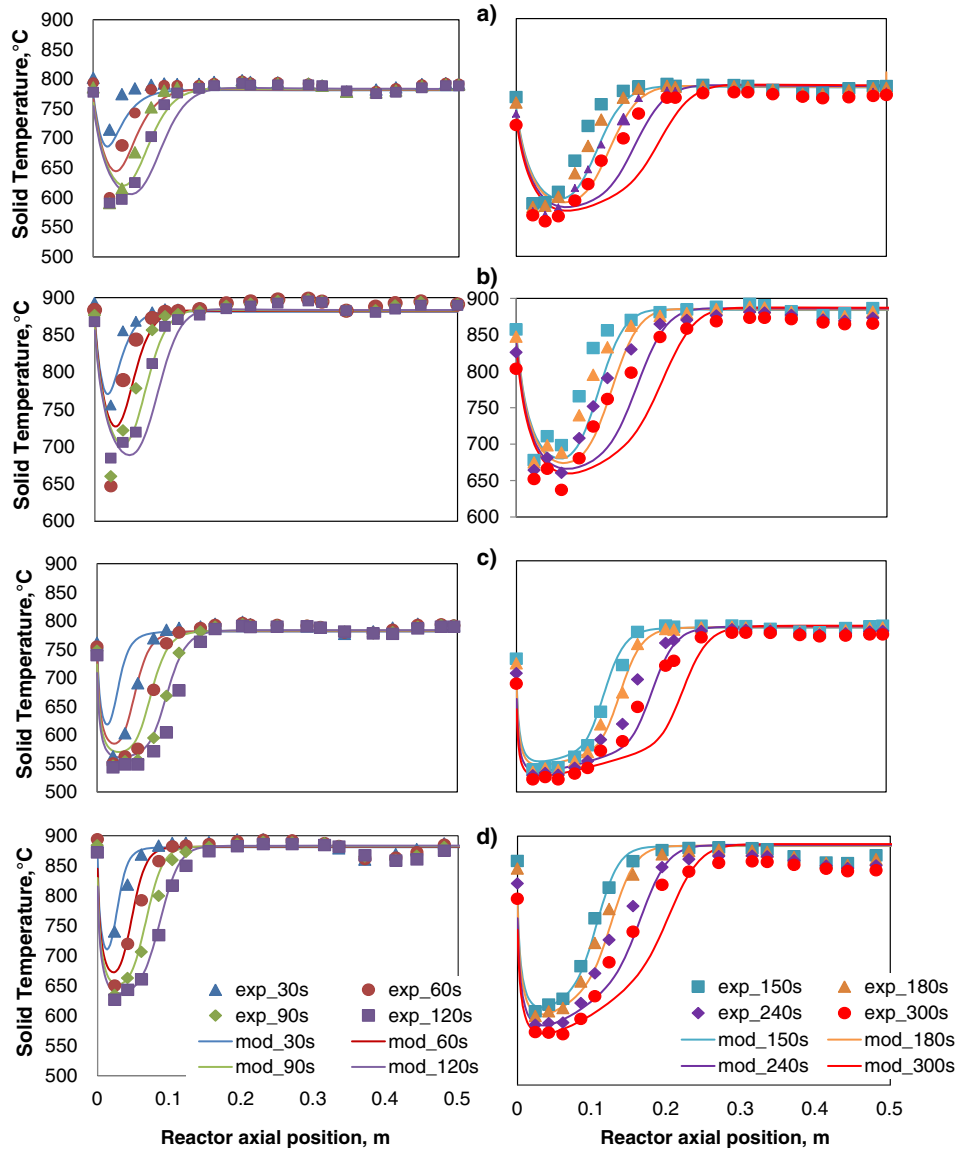 a)
Solid Temperature,°C
900
850
800
750
700
650
600
550
500
b)
Solid Temperature,°C
900
850
800
750
700
650
600
900
850
800
750
700
650
600
c)
Solid Temperature,°C
900
850
800
750
700
650
600
550
500
d)
Solid Temperature,°C
900
850
800
750
700
650
600
550
500
exp_30s exp_60s
exp_90s exp_120s
mod_30s mod_60s
mod_90s mod_120s
0 0.1 0.2 0.3 0.4 0.5
Reactor axial position, m
exp_150s exp_180s
exp_240s exp_300s
mod_150s mod_180s
mod_240s mod_300s
0 0.1 0.2 0.3 0.4 0.5
Reactor axial position, m